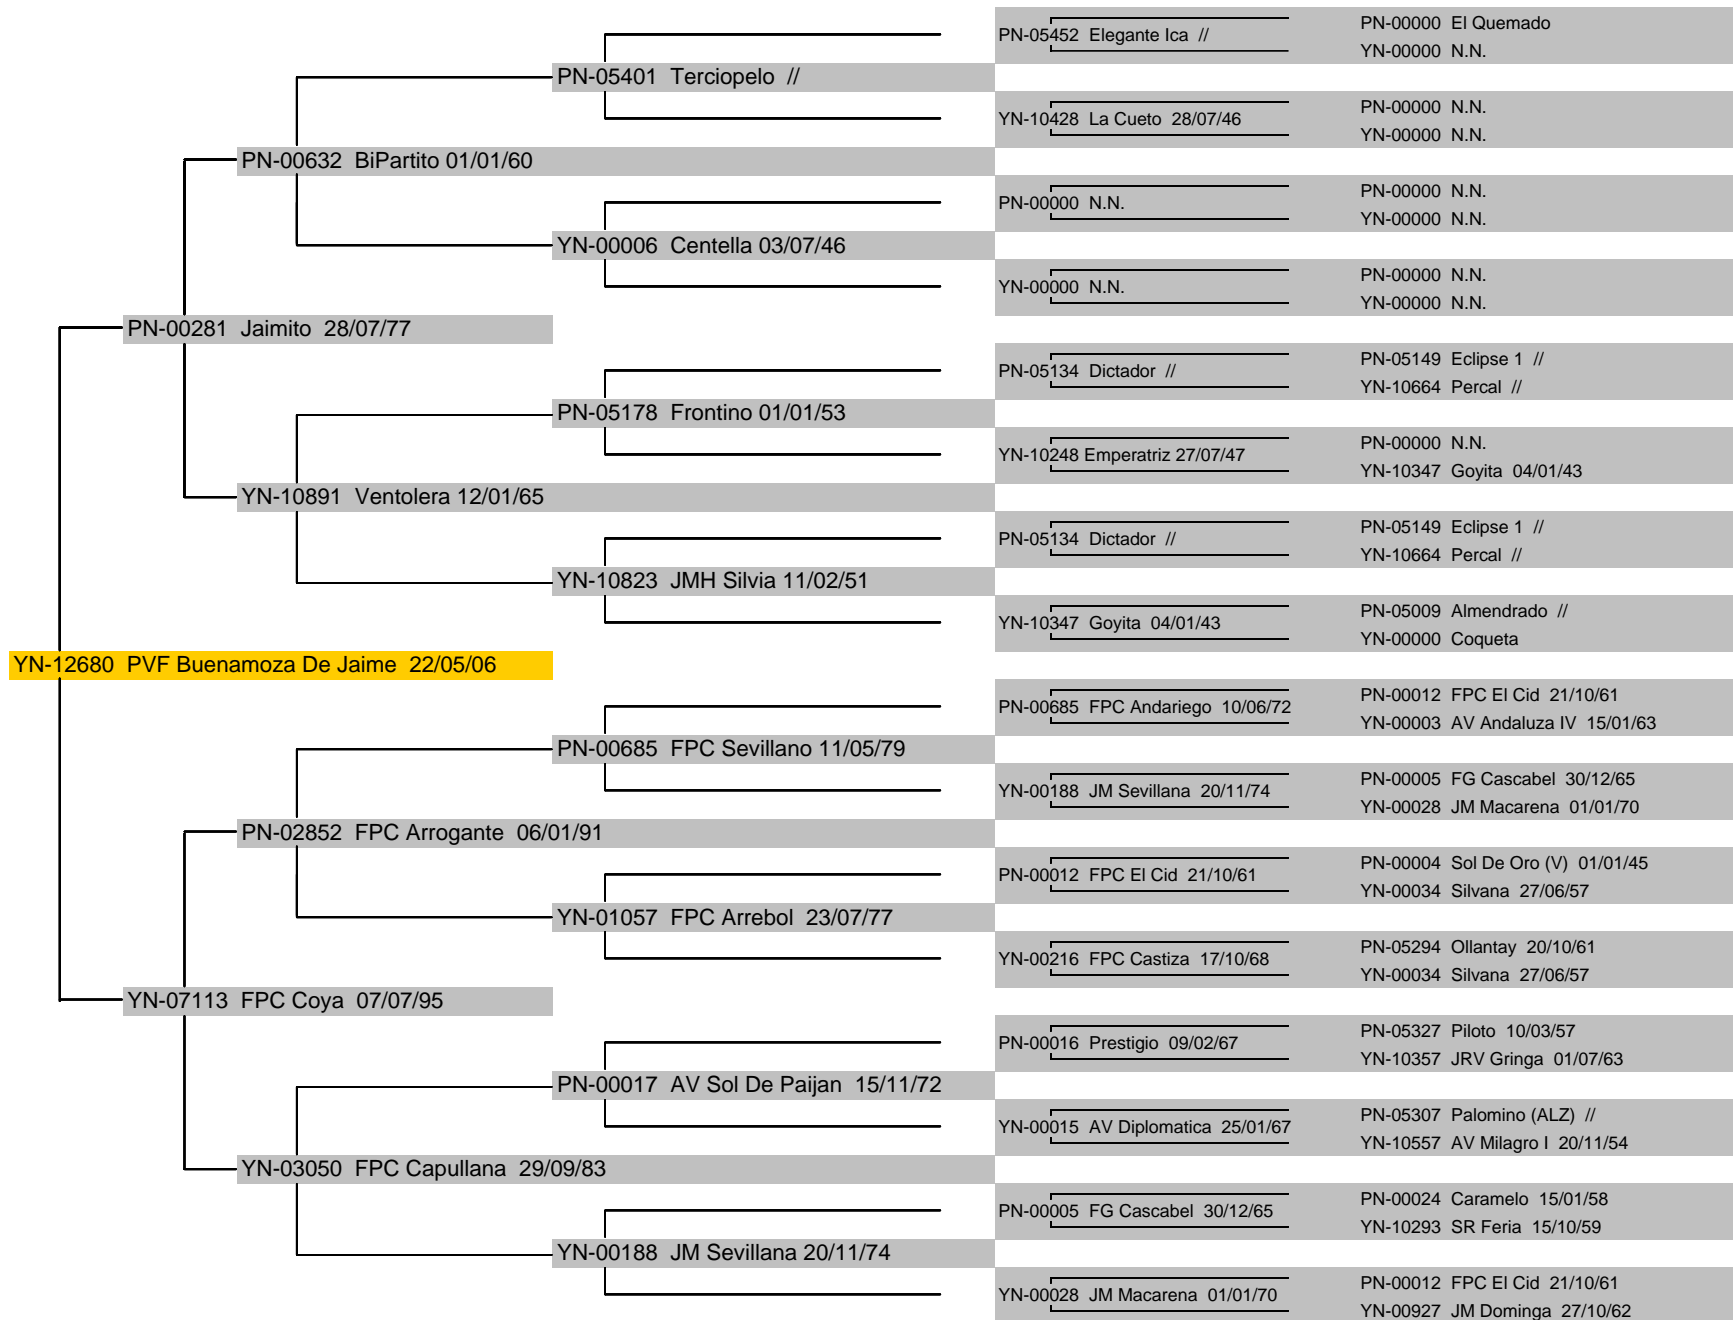 PN-00000 El Quemado
PN-05452 Elegante Ica //
YN-00000 N.N.
PN-05401 Terciopelo //
PN-00000 N.N.
YN-10428 La Cueto 28/07/46
YN-00000 N.N.
PN-00632 BiPartito 01/01/60
PN-00000 N.N.
PN-00000 N.N.
YN-00000 N.N.
YN-00006 Centella 03/07/46
PN-00000 N.N.
YN-00000 N.N.
YN-00000 N.N.
PN-00281 Jaimito 28/07/77
PN-05149 Eclipse 1 //
PN-05134 Dictador //
YN-10664 Percal //
PN-05178 Frontino 01/01/53
PN-00000 N.N.
YN-10248 Emperatriz 27/07/47
YN-10347 Goyita 04/01/43
YN-10891 Ventolera 12/01/65
PN-05149 Eclipse 1 //
PN-05134 Dictador //
YN-10664 Percal //
YN-10823 JMH Silvia 11/02/51
PN-05009 Almendrado //
YN-10347 Goyita 04/01/43
YN-00000 Coqueta
YN-12680 PVF Buenamoza De Jaime 22/05/06
PN-00012 FPC El Cid 21/10/61
PN-00685 FPC Andariego 10/06/72
YN-00003 AV Andaluza IV 15/01/63
PN-00685 FPC Sevillano 11/05/79
PN-00005 FG Cascabel 30/12/65
YN-00188 JM Sevillana 20/11/74
YN-00028 JM Macarena 01/01/70
PN-02852 FPC Arrogante 06/01/91
PN-00004 Sol De Oro (V) 01/01/45
PN-00012 FPC El Cid 21/10/61
YN-00034 Silvana 27/06/57
YN-01057 FPC Arrebol 23/07/77
PN-05294 Ollantay 20/10/61
YN-00216 FPC Castiza 17/10/68
YN-00034 Silvana 27/06/57
YN-07113 FPC Coya 07/07/95
PN-05327 Piloto 10/03/57
PN-00016 Prestigio 09/02/67
YN-10357 JRV Gringa 01/07/63
PN-00017 AV Sol De Paijan 15/11/72
PN-05307 Palomino (ALZ) //
YN-00015 AV Diplomatica 25/01/67
YN-10557 AV Milagro I 20/11/54
YN-03050 FPC Capullana 29/09/83
PN-00024 Caramelo 15/01/58
PN-00005 FG Cascabel 30/12/65
YN-10293 SR Feria 15/10/59
YN-00188 JM Sevillana 20/11/74
PN-00012 FPC El Cid 21/10/61
YN-00028 JM Macarena 01/01/70
YN-00927 JM Dominga 27/10/62